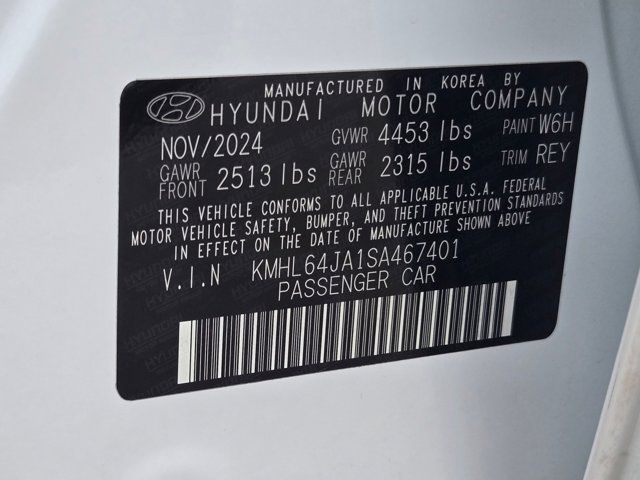 MANUFACTURED IN KOREA BY
HYUNDAI MOTOR COMPANY
NOV/2024 GVWR 4453 lbs PAINT W6H
GAWR FRONT 2513 lbs GAWR REAR 2315 lbs TRIM REY
THIS VEHICLE CONFORMS TO ALL APPLICABLE U.S.A. FEDERAL
MOTOR VEHICLE SAFETY, BUMPER, AND THEFT PREVENTION STANDARDS
IN EFFECT ON THE DATE OF MANUFACTURE SHOWN ABOVE
V.I.N KMHL64JA1SA467401
PASSENGER CAR